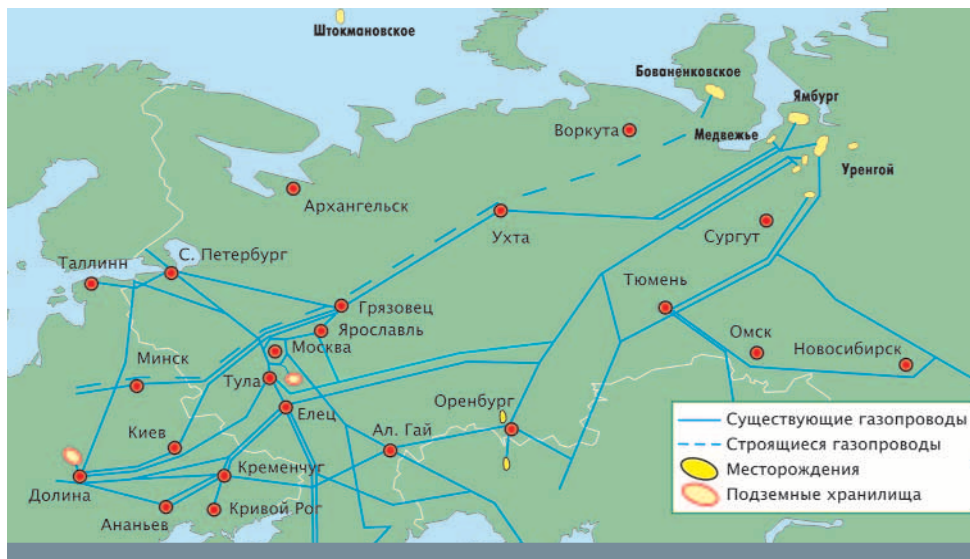 Штокмановское
Бованенковское
Ямбург
Воркута
Медвежье
Уренгой
Архангельск
Ухта
Сургут
С. Петербург
Таллинн
Тюмень
Грязовец
Ярославль
Омск
Москва
Минск
Новосибирск
Тула
Оренбург
Елец
Киев
Ал. Гай
Кременчуг
Долина
Ананьев
Кривой Рог
Существующие газопроводы
Строящиеся газопроводы
Месторождения
Подземные хранилища